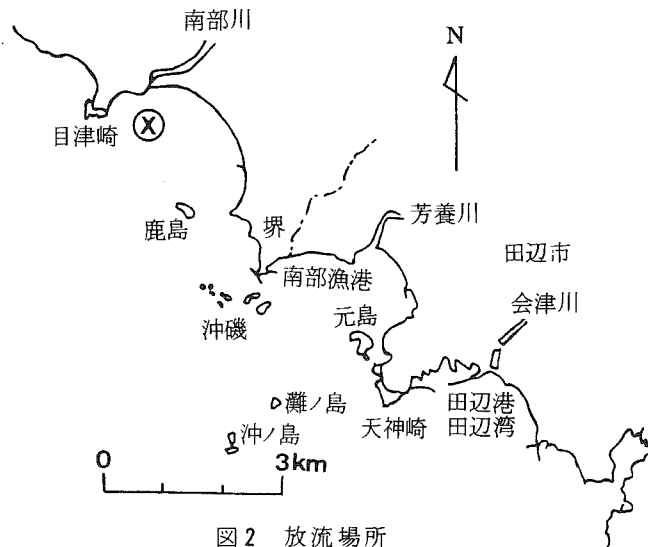 南部川
N
目津崎
X
鹿島
堺
芳養川
田辺市
南部漁港
会津川
沖磯
元島
灘ノ島
天神崎
田辺港
田辺湾
沖ノ島
0 3km
図2 放流場所